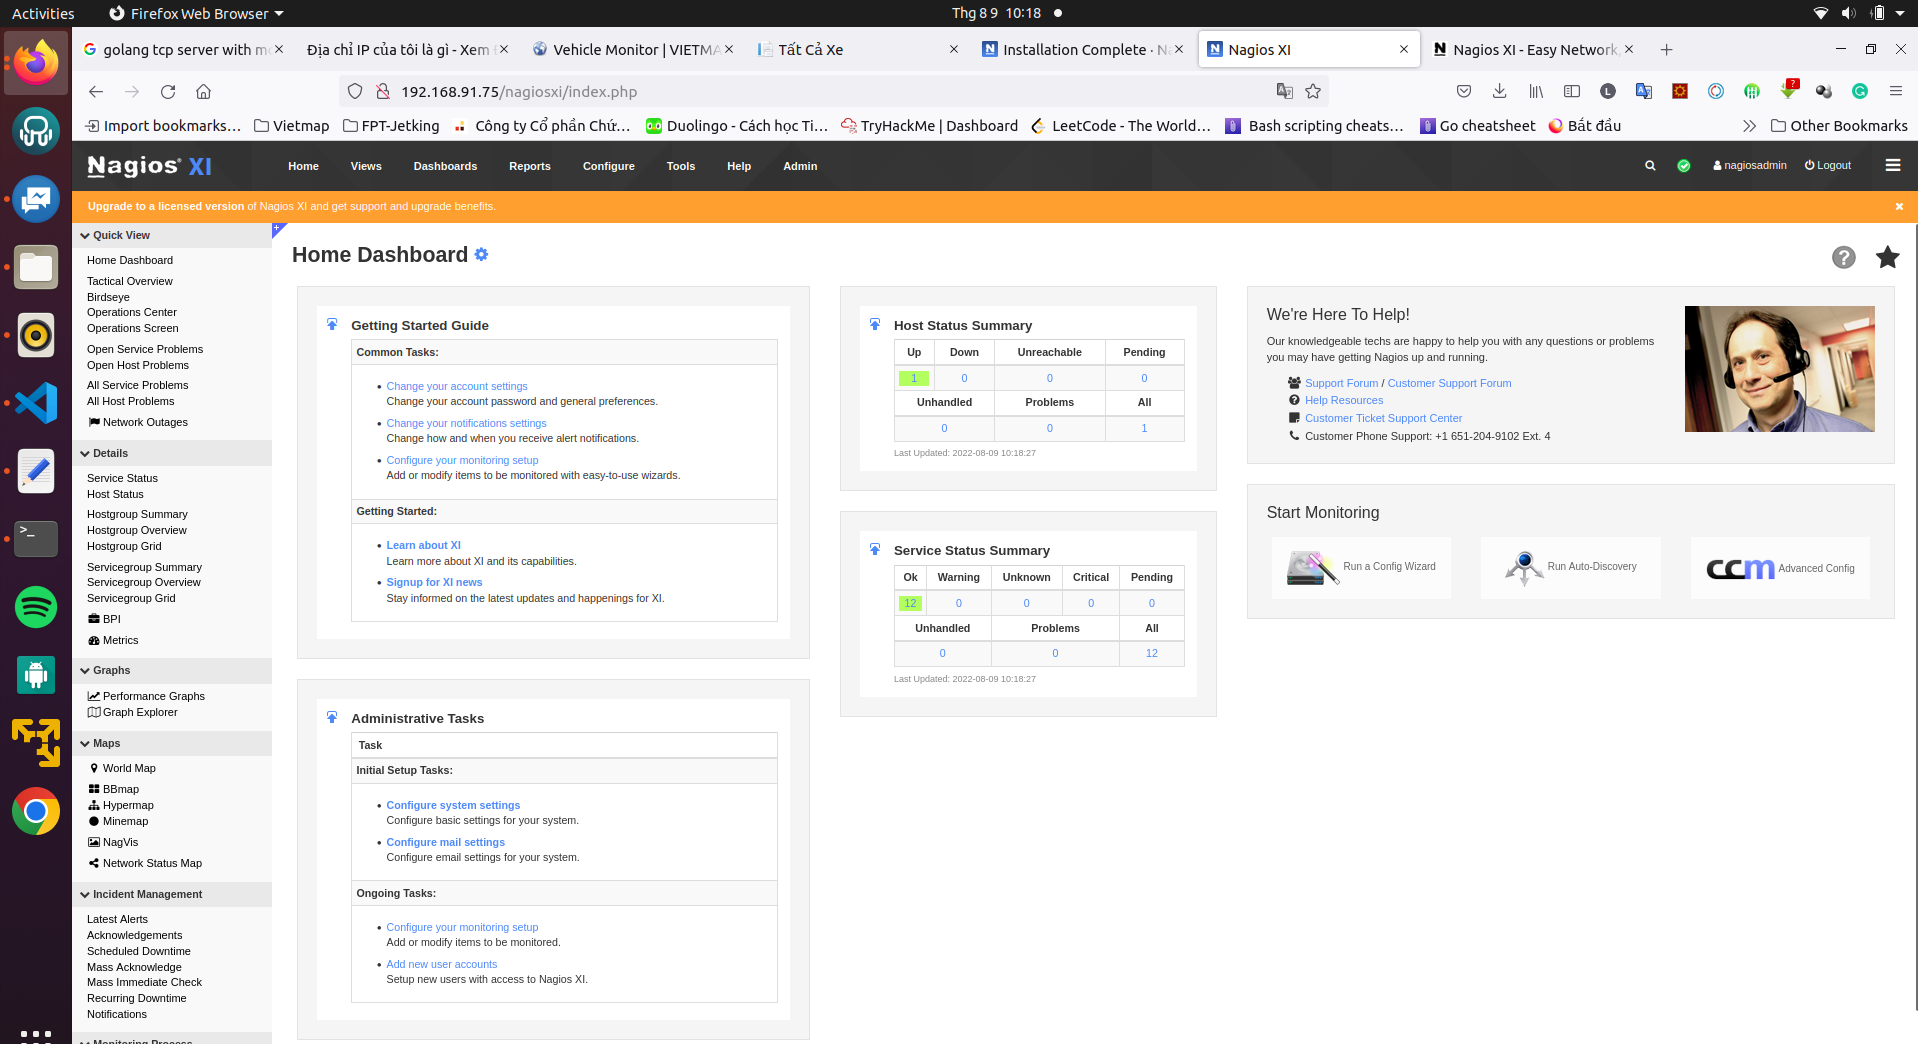 Activities
Firefox Web Browser
Thg 8 9 10:18
golang tcp server with mo
Địa chỉ IP của tôi là gì - Xem
Vehicle Monitor | VIETMA
Tất Cả Xe
Installation Complete · Na
Nagios XI
Nagios XI - Easy Network,
192.168.91.75/nagiosxi/index.php
Import bookmarks...
Vietmap
FPT-Jetking
Công ty Cổ phần Chứ...
Duolingo - Cách học Ti...
TryHackMe | Dashboard
LeetCode - The World...
Bash scripting cheats...
Go cheatsheet
Bắt đầu
Other Bookmarks
Nagios® XI
Home
Views
Dashboards
Reports
Configure
Tools
Help
Admin
nagiosadmin
Logout
Upgrade to a licensed version of Nagios XI and get support and upgrade benefits.
Quick View
Home Dashboard
Tactical Overview
Birdseye
Operations Center
Operations Screen
Open Service Problems
Open Host Problems
All Service Problems
All Host Problems
Network Outages
Details
Service Status
Host Status
Hostgroup Summary
Hostgroup Overview
Hostgroup Grid
Servicegroup Summary
Servicegroup Overview
Servicegroup Grid
BPI
Metrics
Graphs
Performance Graphs
Graph Explorer
Maps
World Map
BBmap
Hypermap
Minemap
NagVis
Network Status Map
Incident Management
Latest Alerts
Acknowledgements
Scheduled Downtime
Mass Acknowledge
Mass Immediate Check
Recurring Downtime
Notifications
Monitoring Process
Home Dashboard
Getting Started Guide
Common Tasks:
• Change your account settings
Change your account password and general preferences.
• Change your notifications settings
Change how and when you receive alert notifications.
• Configure your monitoring setup
Add or modify items to be monitored with easy-to-use wizards.
Getting Started:
• Learn about XI
Learn more about XI and its capabilities.
• Signup for XI news
Stay informed on the latest updates and happenings for XI.
Administrative Tasks
Task
Initial Setup Tasks:
• Configure system settings
Configure basic settings for your system.
• Configure mail settings
Configure email settings for your system.
Ongoing Tasks:
• Configure your monitoring setup
Add or modify items to be monitored.
• Add new user accounts
Setup new users with access to Nagios XI.
Host Status Summary
Up Down Unreachable Pending
1 0 0 0
Unhandled Problems All
0 0 1
Last Updated: 2022-08-09 10:18:27
Service Status Summary
Ok Warning Unknown Critical Pending
12 0 0 0 0
Unhandled Problems All
0 0 12
Last Updated: 2022-08-09 10:18:27
We're Here To Help!
Our knowledgeable techs are happy to help you with any questions or problems
you may have getting Nagios up and running.
Support Forum / Customer Support Forum
Help Resources
Customer Ticket Support Center
Customer Phone Support: +1 651-204-9102 Ext. 4
Start Monitoring
Run a Config Wizard
Run Auto-Discovery
ccm Advanced Config